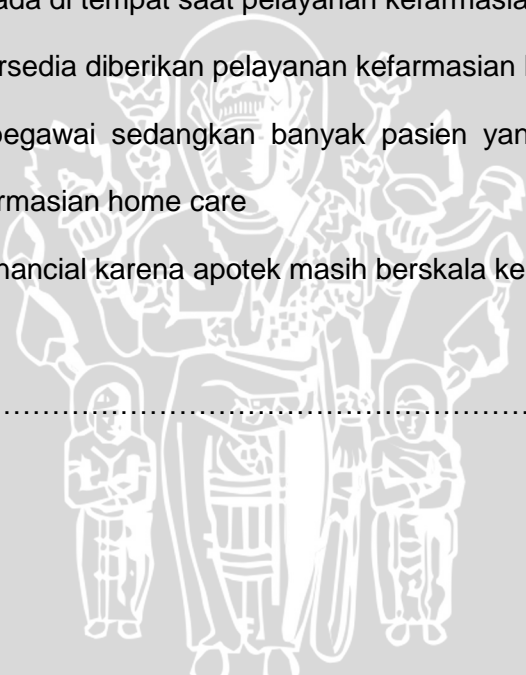 ada di tempat saat pelayanan kefarmasia
rsedia diberikan pelayanan kefarmasian
pegawai sedangkan banyak pasien yan
rmasian home care
nancial karena apotek masih berskala ke
……………………………………………………